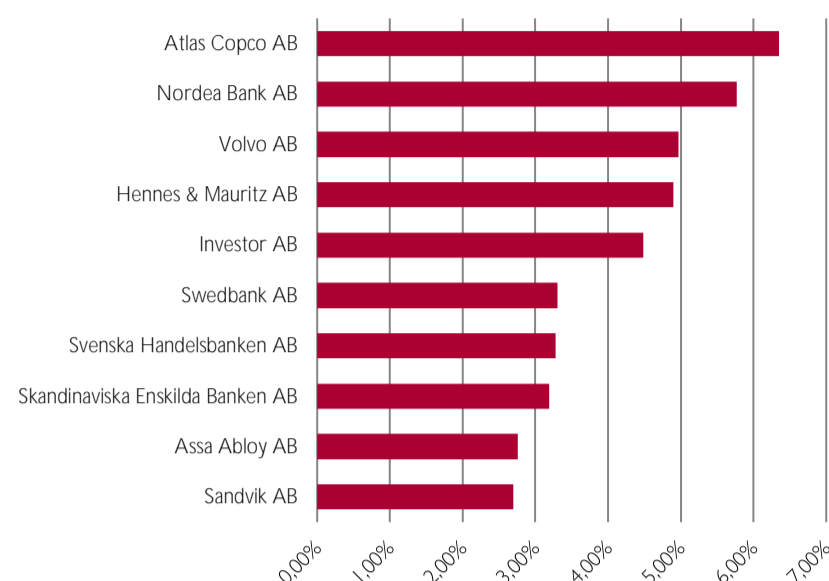 Atlas Copco AB
Nordea Bank AB
Volvo AB
Hennes & Mauritz AB
Investor AB
Swedbank AB
Svenska Handelsbanken AB
Skandinaviska Enskilda Banken AB
Assa Abloy AB
Sandvik AB
0,00%
1,00%
2,00%
3,00%
4,00%
5,00%
6,00%
7,00%